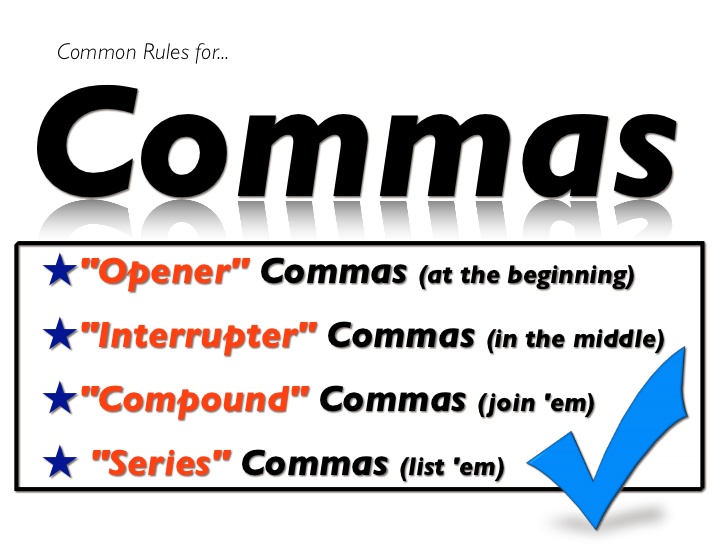 Common Rules for...
Commas
"Opener" Commas (at the beginning)
"Interrupter" Commas (in the middle)
"Compound" Commas (join 'em)
"Series" Commas (list 'em)